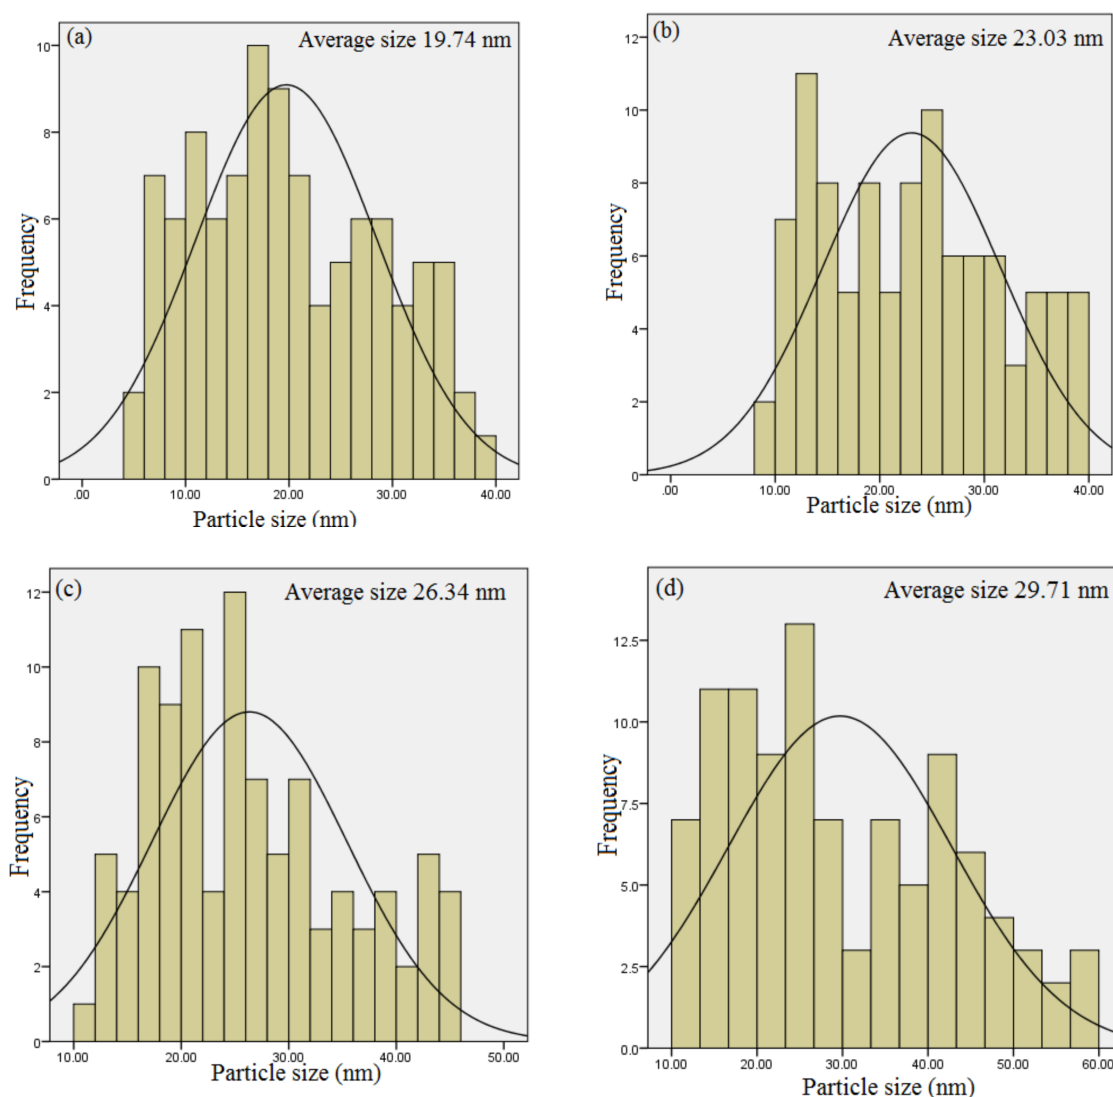 (a)
Average size 19.74 nm
10
8
6
4
2
0
Frequency
.00 10.00 20.00 30.00 40.00
Particle size (nm)
(b)
Average size 23.03 nm
12
10
8
6
4
2
0
Frequency
.00 10.00 20.00 30.00 40.00
Particle size (nm)
(c)
Average size 26.34 nm
12
10
8
6
4
2
0
Frequency
10.00 20.00 30.00 40.00 50.00
Particle size (nm)
(d)
Average size 29.71 nm
12.5
10.0
7.5
5.0
2.5
0.0
Frequency
10.00 20.00 30.00 40.00 50.00 60.00
Particle size (nm)